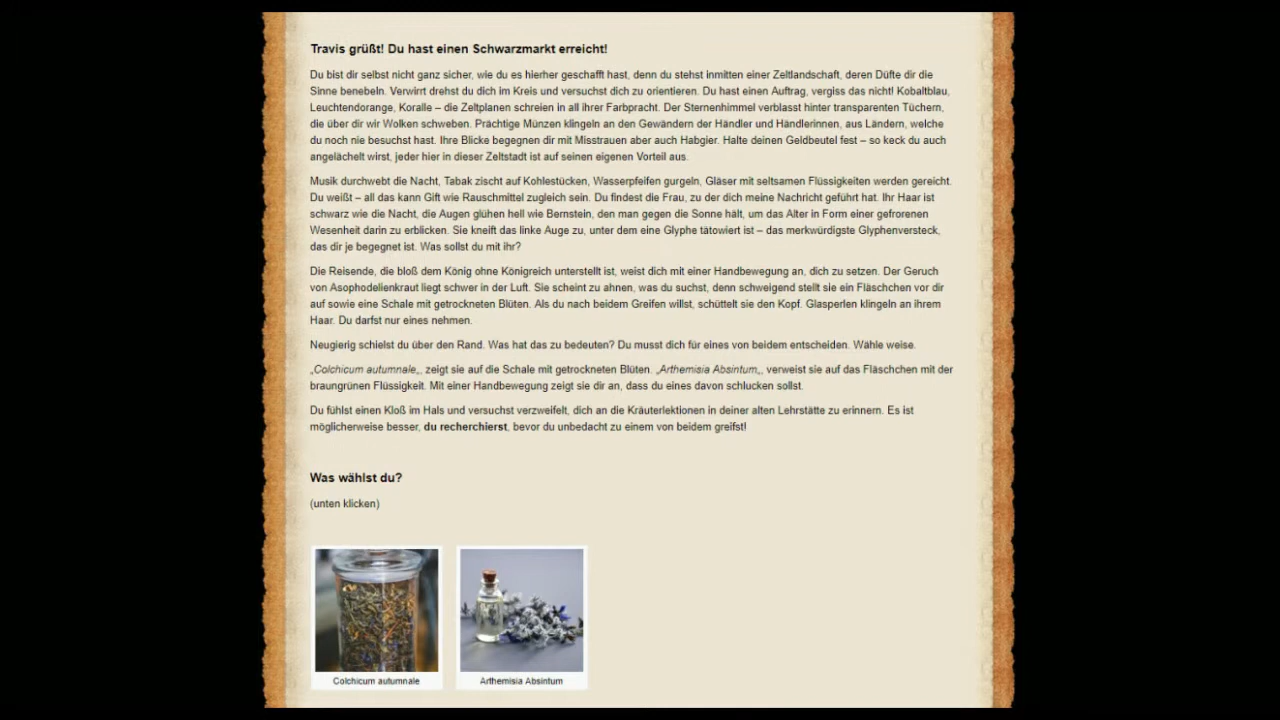 Travis grüßt! Du hast einen Schwarzmarkt erreicht!
Du bist dir selbst nicht ganz sicher, wie du es hierher geschafft hast, denn du stehst inmitten einer Zeltlandschaft, deren Düfte dir die
Sinne benebeln. Verwirrt drehst du dich im Kreis und versuchst dich zu orientieren. Du hast einen Auftrag, vergiss das nicht! Kobaltblau,
Leuchtendorange, Koralle – die Zeltplanen schreien in all ihrer Farbpracht. Der Sternenhimmel verblasst hinter transparenten Tüchern,
die über dir wir Wolken schweben. Prächtige Münzen klingeln an den Gewändern der Händler und Händlerinnen, aus Ländern, welche
du noch nie besuchst hast. Ihre Blicke begegnen dir mit Misstrauen aber auch Habgier. Halte deinen Geldbeutel fest – so keck du auch
angelächelt wirst, jeder hier in dieser Zeltstadt ist auf seinen eigenen Vorteil aus.
Musik durchwebt die Nacht, Tabak zischt auf Kohlestücken, Wasserpfeifen gurgeln, Gläser mit seltsamen Flüssigkeiten werden gereicht.
Du weißt – all das kann Gift wie Rauschmittel zugleich sein. Du findest die Frau, zu der dich meine Nachricht geführt hat. Ihr Haar ist
schwarz wie die Nacht, die Augen glühen hell wie Bernstein, den man gegen die Sonne hält, um das Alter in Form einer gefrorenen
Wesenheit darin zu erblicken. Sie kneift das linke Auge zu, unter dem eine Glyphe tätowiert ist – das merkwürdigste Glyphenversteck,
das dir je begegnet ist. Was sollst du mit ihr?
Die Reisende, die bloß dem König ohne Königreich unterstellt ist, weist dich mit einer Handbewegung an, dich zu setzen. Der Geruch
von Asophodelienkraut liegt schwer in der Luft. Sie scheint zu ahnen, was du suchst, denn schweigend stellt sie ein Fläschchen vor dir
auf sowie eine Schale mit getrockneten Blüten. Als du nach beidem Greifen willst, schüttelt sie den Kopf. Glasperlen klingeln an ihrem
Haar. Du darfst nur eines nehmen.
Neugierig schielst du über den Rand. Was hat das zu bedeuten? Du musst dich für eines von beidem entscheiden. Wähle weise.
„Colchicum autumnale„, zeigt sie auf die Schale mit getrockneten Blüten. „Arthemisia Absintum„, verweist sie auf das Fläschchen mit der
braungrünen Flüssigkeit. Mit einer Handbewegung zeigt sie dir an, dass du eines davon schlucken sollst.
Du fühlst einen Kloß im Hals und versuchst verzweifelt, dich an die Kräuterlektionen in deiner alten Lehrstätte zu erinnern. Es ist
möglicherweise besser, du recherchierst, bevor du unbedacht zu einem von beidem greifst!
Was wählst du?
(unten klicken)
Colchicum autumnale
Arthemisia Absintum